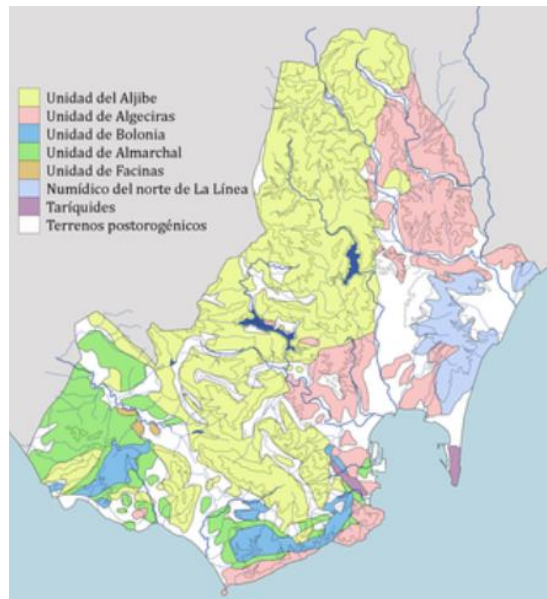 Unidad del Aljibe
Unidad de Algeciras
Unidad de Bolonia
Unidad de Almarchal
Unidad de Facinas
Numídico del norte de La Línea
Taríquides
Terrenos postorogénicos